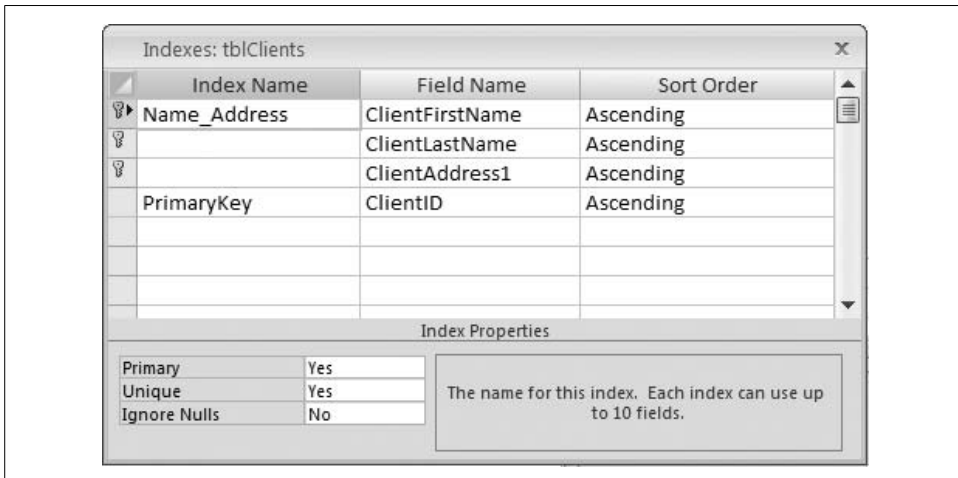 Indexes: tblClients
Index Name Field Name Sort Order
Name_Address ClientFirstName Ascending
ClientLastName Ascending
ClientAddress1 Ascending
PrimaryKey ClientID Ascending
Index Properties
Primary Yes
Unique Yes
Ignore Nulls No
The name for this index. Each index can use up
to 10 fields.